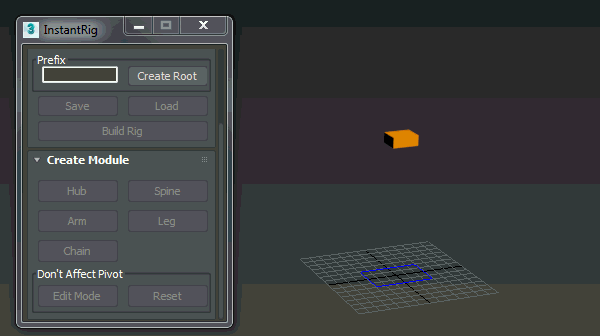 3 InstantRig
Prefix
Create Root
Save Load
Build Rig
Create Module
Hub Spine
Arm Leg
Chain
Don't Affect Pivot
Edit Mode Reset